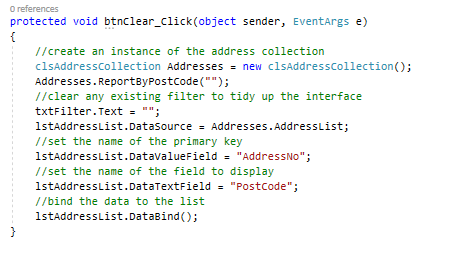 0 references
protected void btnClear_Click(object sender, EventArgs e)
{
//create an instance of the address collection
clsAddressCollection Addresses = new clsAddressCollection();
Addresses.ReportByPostCode("");
//clear any existing filter to tidy up the interface
txtFilter.Text = "";
lstAddressList.DataSource = Addresses.AddressList;
//set the name of the primary key
lstAddressList.DataValueField = "AddressNo";
//set the name of the field to display
lstAddressList.DataTextField = "PostCode";
//bind the data to the list
lstAddressList.DataBind();
}